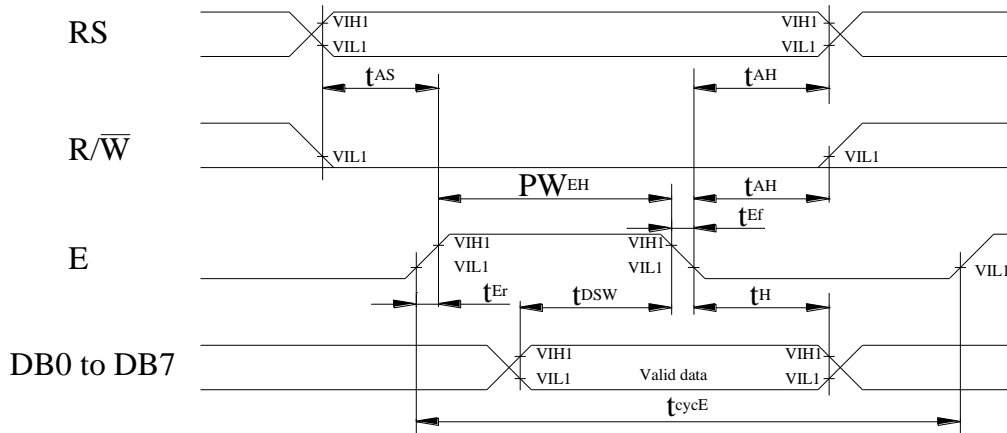 RS
VIH1
VIL1
VIH1
VIL1
tAS
tAH
R/W̅
VIL1
VIL1
PWEH
tAH
tEf
E
VIH1
VIL1
VIH1
VIL1
VIL1
tEr
tDSW
tH
DB0 to DB7
VIH1
VIL1
Valid data
VIH1
VIL1
tcycE